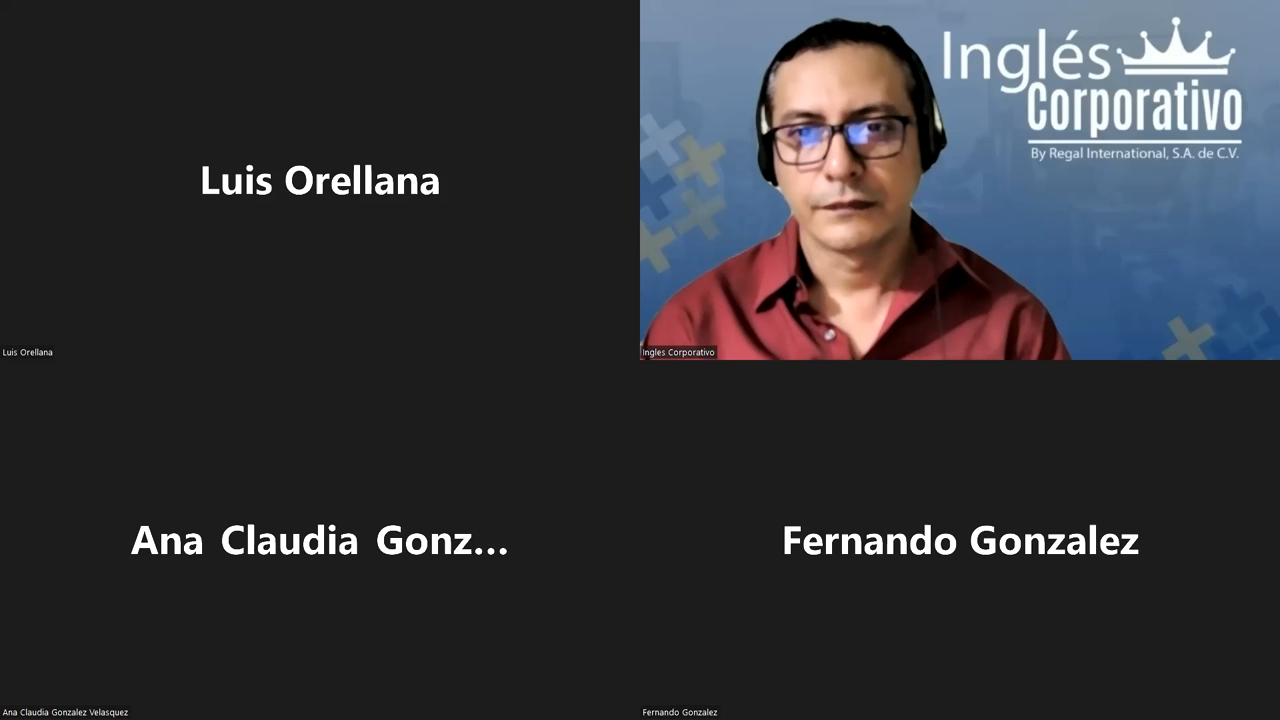 Luis Orellana
Luis Orellana
Inglés
Corporativo
By Regal International, S.A. de C.V.
Ingles Corporativo
Ana Claudia Gonz...
Ana Claudia Gonzalez Velasquez
Fernando Gonzalez
Fernando Gonzalez